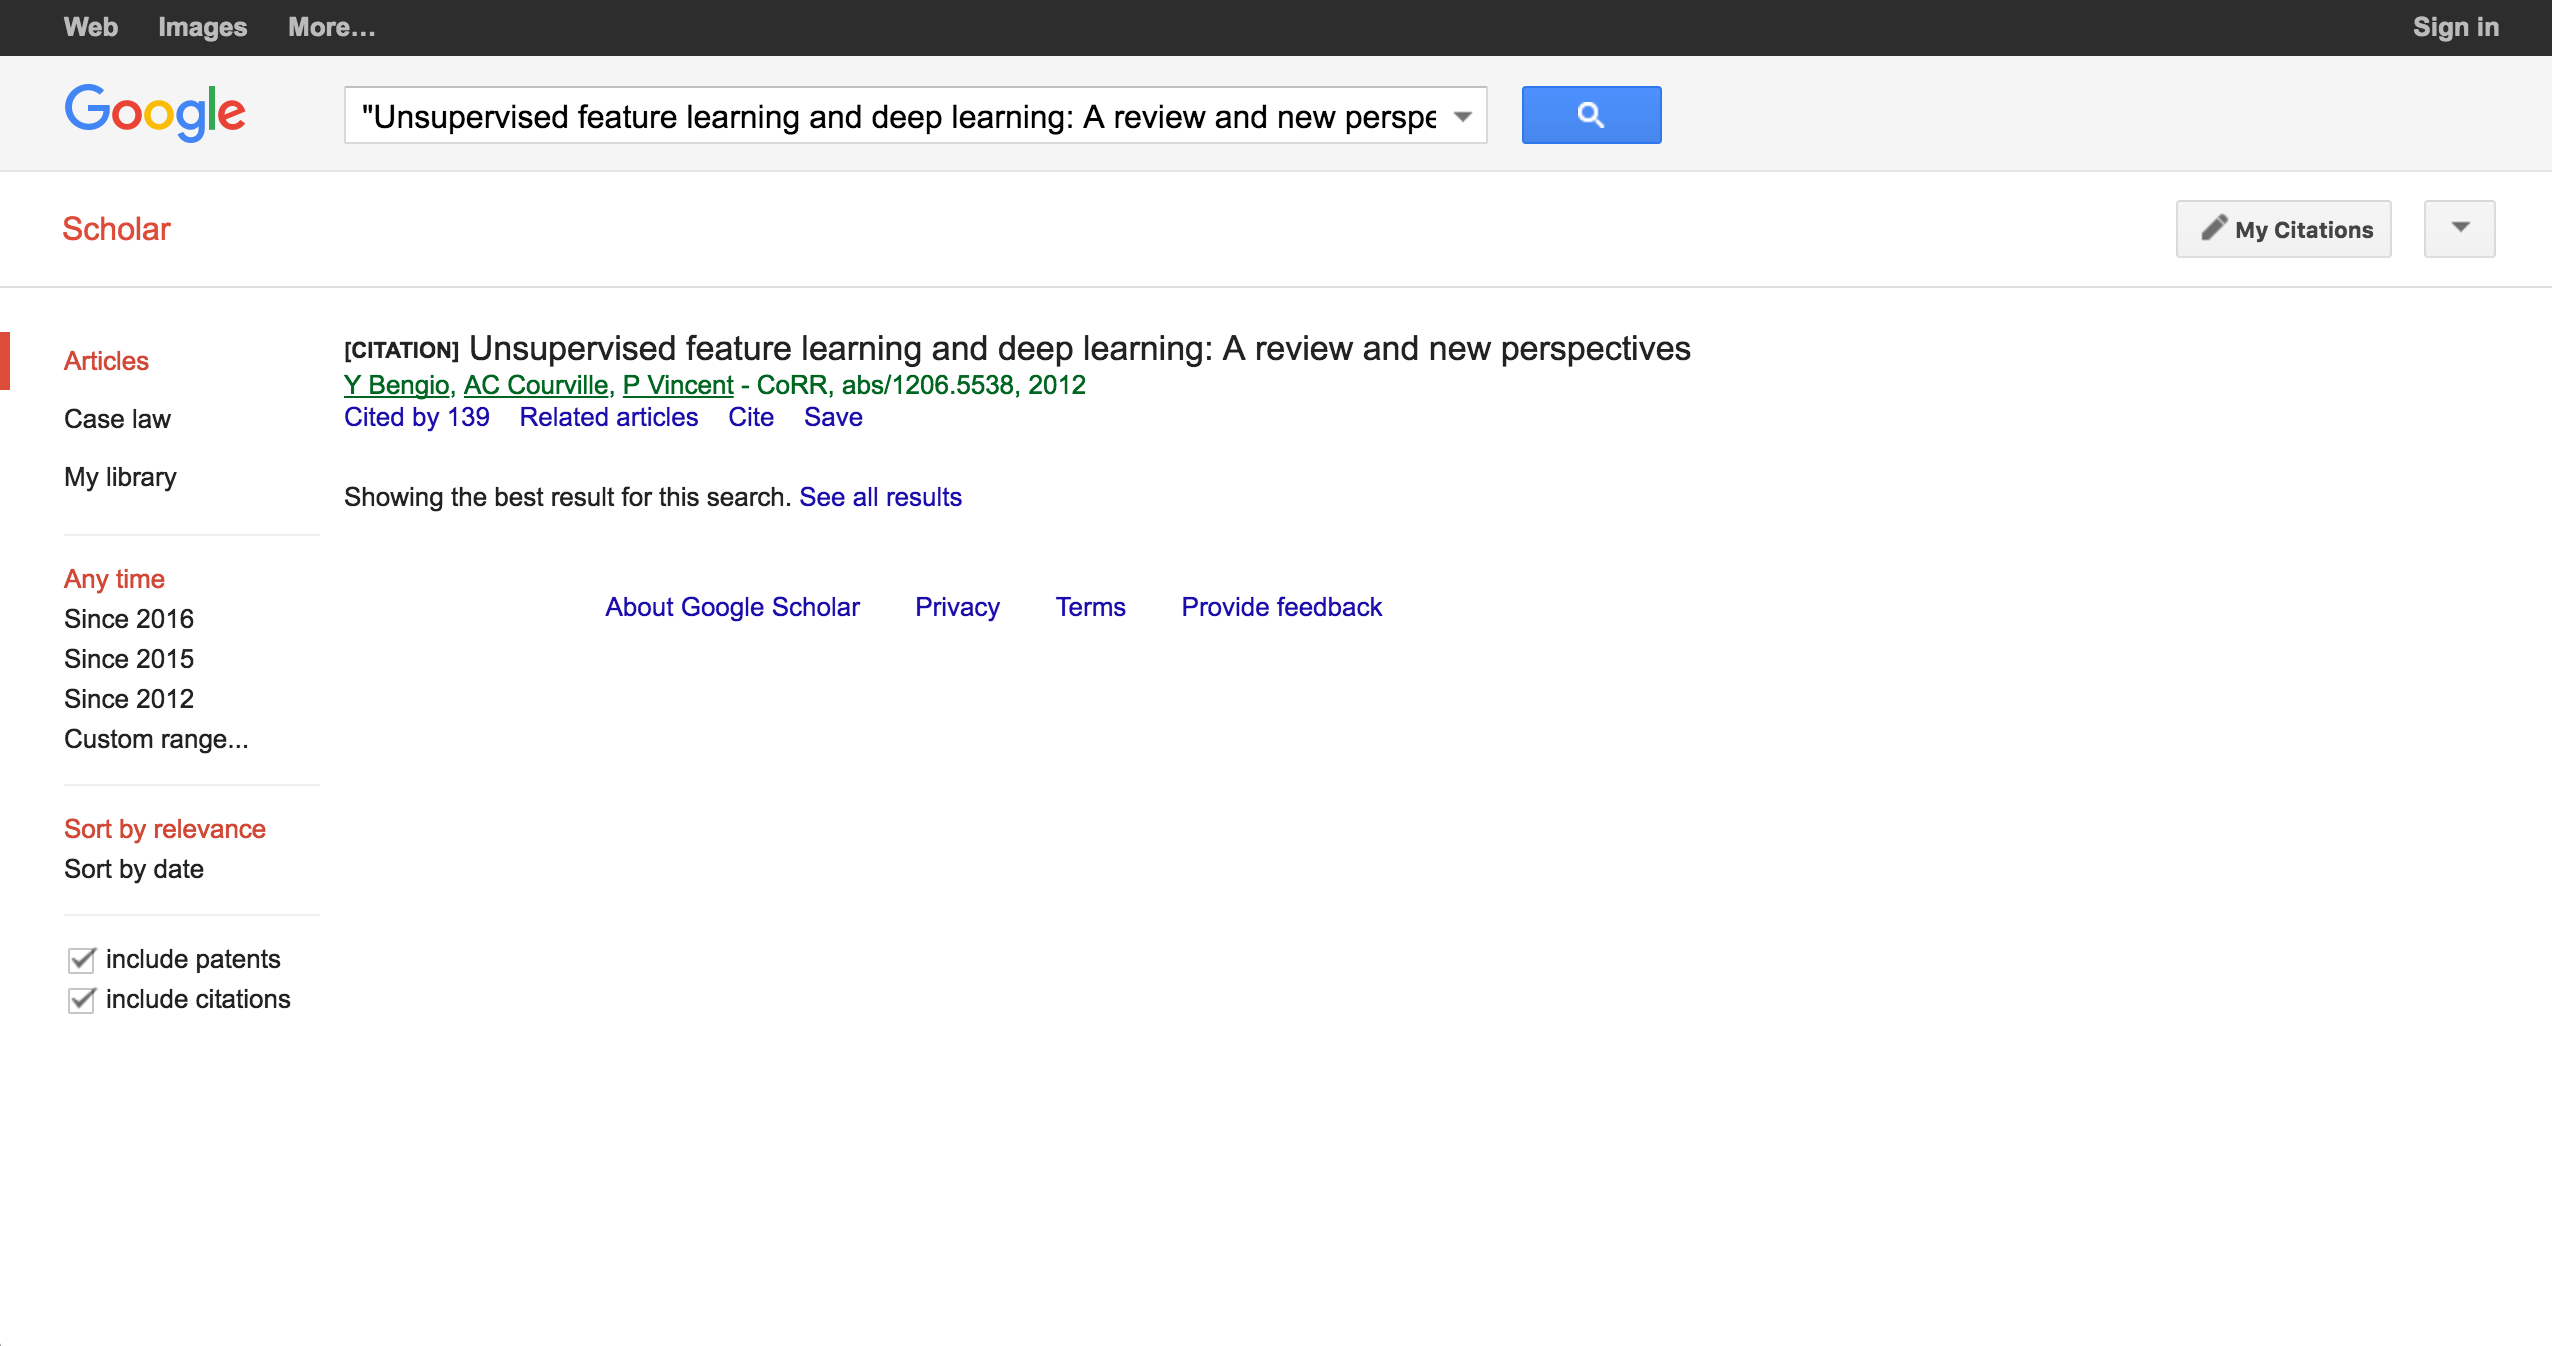 Web Images More... Sign in
Google
"Unsupervised feature learning and deep learning: A review and new perspe
Scholar
My Citations
Articles
Case law
My library
[CITATION] Unsupervised feature learning and deep learning: A review and new perspectives
Y Bengio, AC Courville, P Vincent - CoRR, abs/1206.5538, 2012
Cited by 139 Related articles Cite Save
Showing the best result for this search. See all results
About Google Scholar Privacy Terms Provide feedback
Any time
Since 2016
Since 2015
Since 2012
Custom range...
Sort by relevance
Sort by date
include patents
include citations